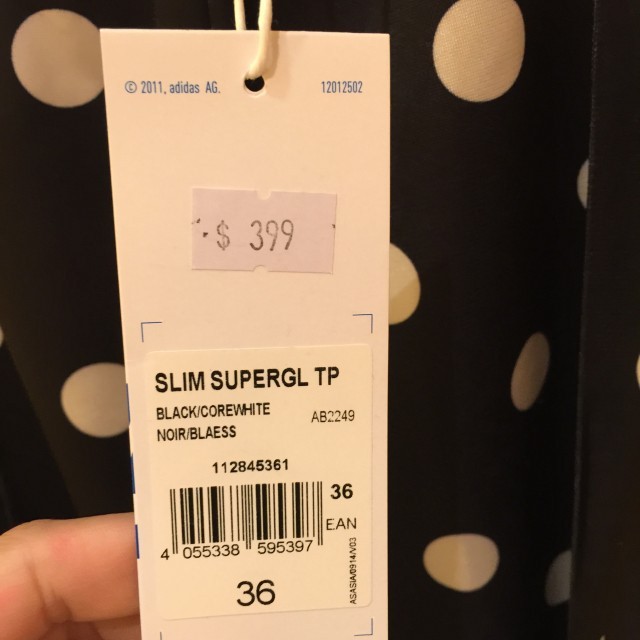 © 2011, adidas AG. 12012502
$ 399
SLIM SUPERGL TP
BLACK/COREWHITE AB2249
NOIR/BLAESS
112845361
36
EAN
4 055338 595397
36
ASASIA/0914/V03